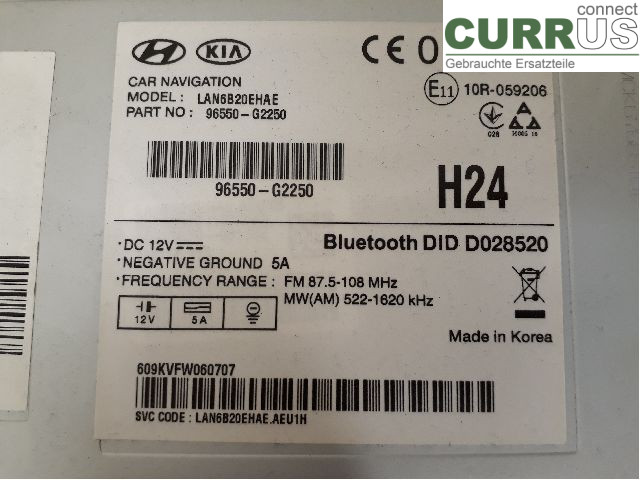 connect
CURRUS
Gebrauchte Ersatzteile
HYUNDAI KIA
CE 0
CAR NAVIGATION
MODEL : LAN6B20EHAE
PART NO : 96550-G2250
E11 10R-059206
028
96550-G2250
H24
·DC 12V
Bluetooth DID D028520
·NEGATIVE GROUND 5A
·FREQUENCY RANGE : FM 87.5-108 MHz
MW(AM) 522-1620 kHz
12V 5A
Made in Korea
609KVFW060707
SVC CODE : LAN6B20EHAE.AEU1H